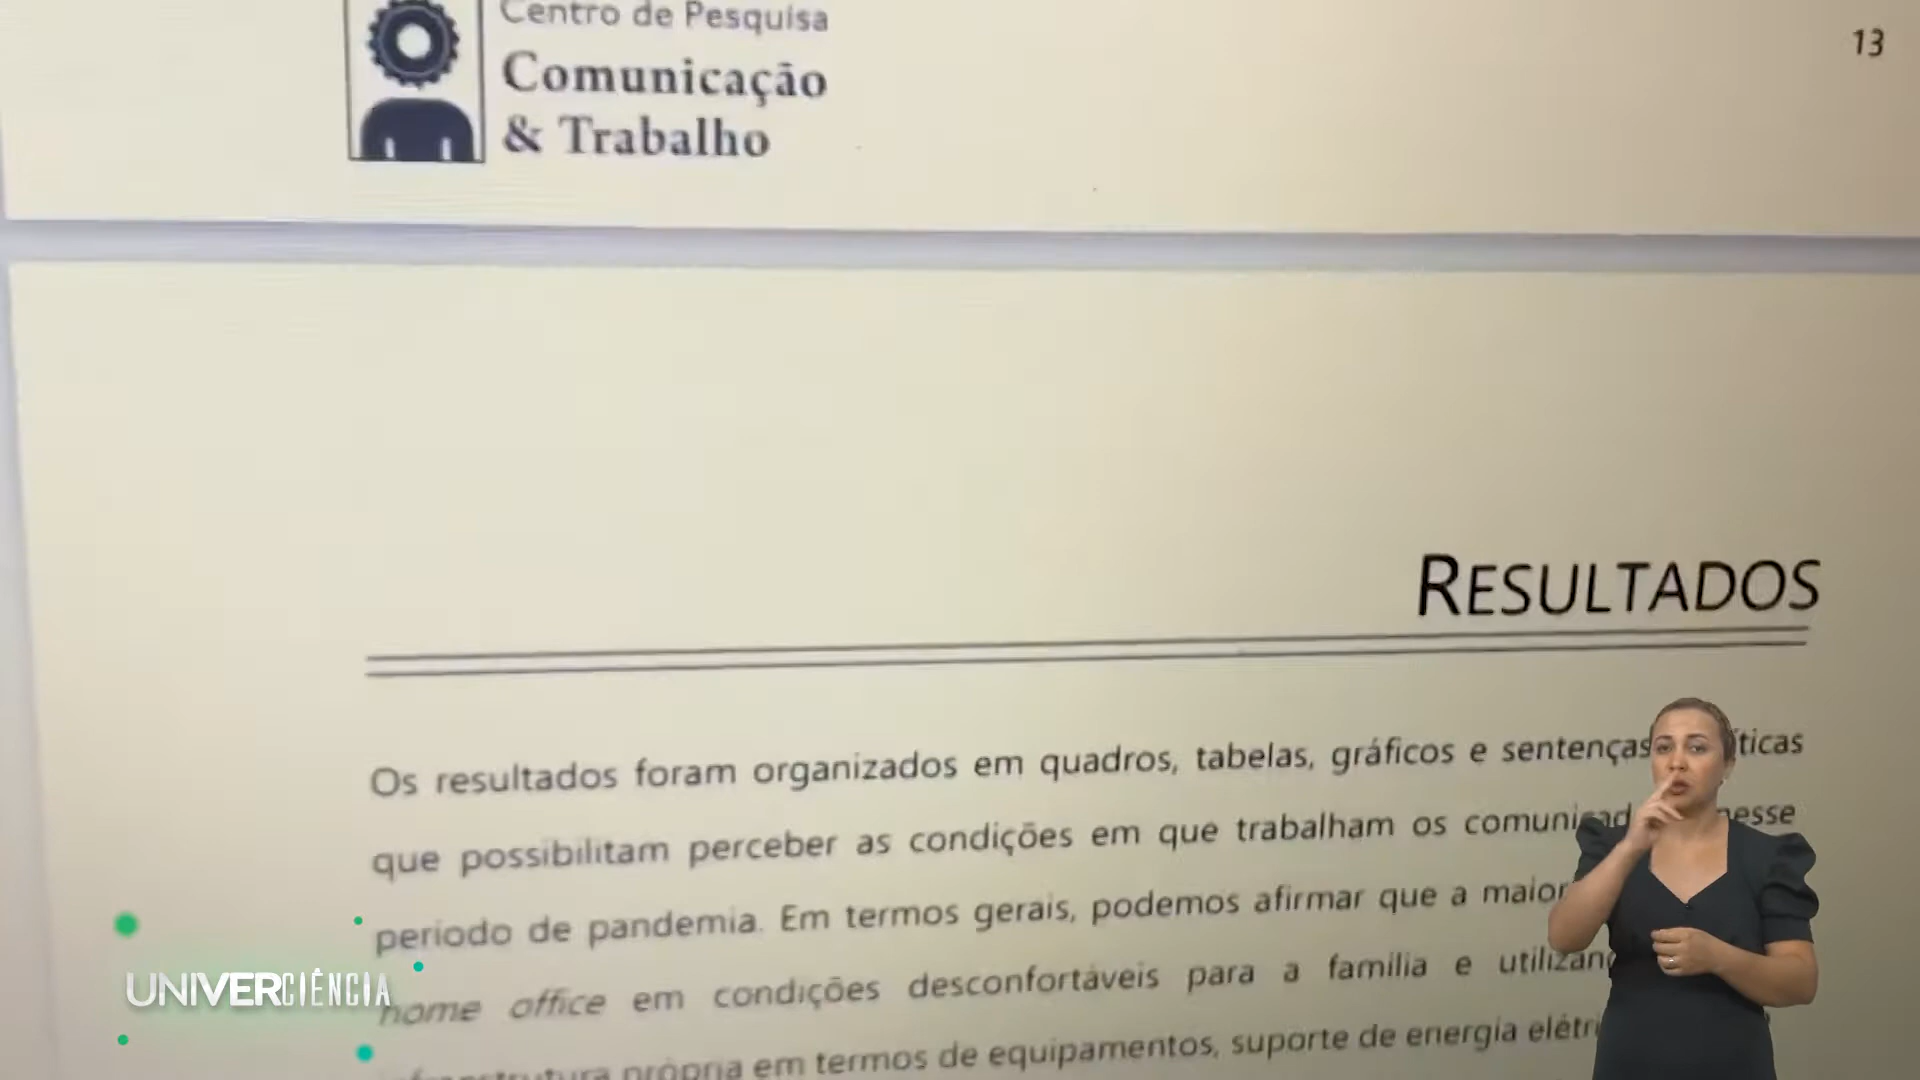 Centro de Pesquisa
Comunicação
& Trabalho
13
RESULTADOS
Os resultados foram organizados em quadros, tabelas, gráficos e sentenças
que possibilitam perceber as condições em que trabalham os nesse
período de pandemia. Em termos gerais, podemos afirmar que a
home office em condições desconfortáveis para a família e
própria em termos de equipamentos, suporte de energia
UNIVERCIÊNCIA